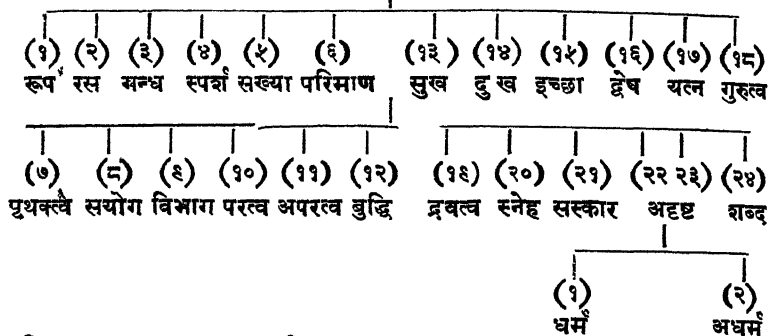 (१) (२) (३) (४) (५) (६) (१३) (१४) (१५) (१६) (१७) (१८)
रूप रस गन्ध स्पर्श सख्या परिमाण सुख दु ख इच्छा द्वेष यत्न गुरुत्व
(७) (८) (९) (१०) (११) (१२) (१९) (२०) (२१) (२२ २३) (२४)
पृथक्त्व सयोग विभाग परत्व अपरत्व बुद्धि द्रवत्व स्नेह सस्कार अदृष्ट शब्द
(१) (२)
धर्म अधर्म